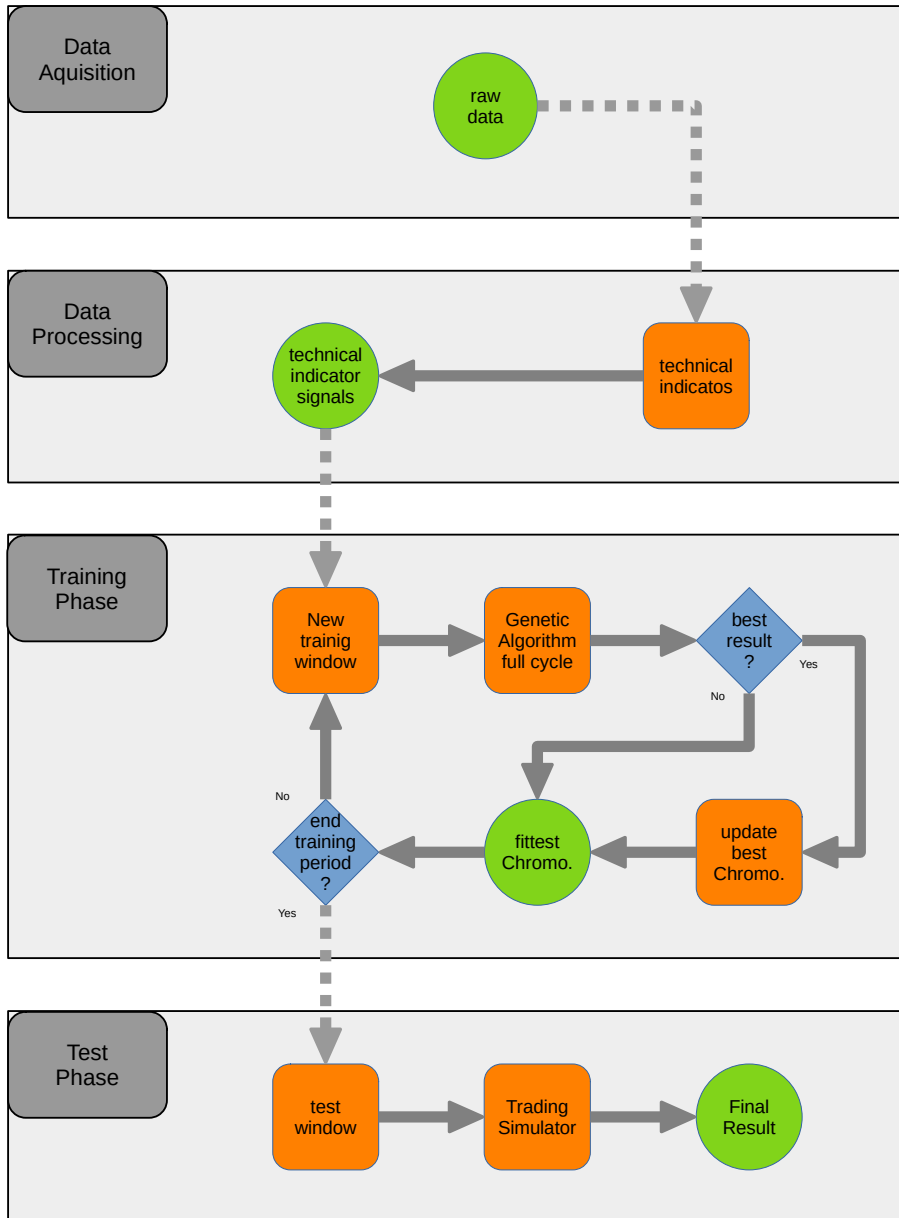 Data
Aquisition
raw
data
Data
Processing
technical
indicator
signals
technical
indicatos
Training
Phase
New
trainig
window
Genetic
Algorithm
full cycle
best
result
?
Yes
No
No
end
training
period
?
Yes
fittest
Chromo.
update
best
Chromo.
Test
Phase
test
window
Trading
Simulator
Final
Result